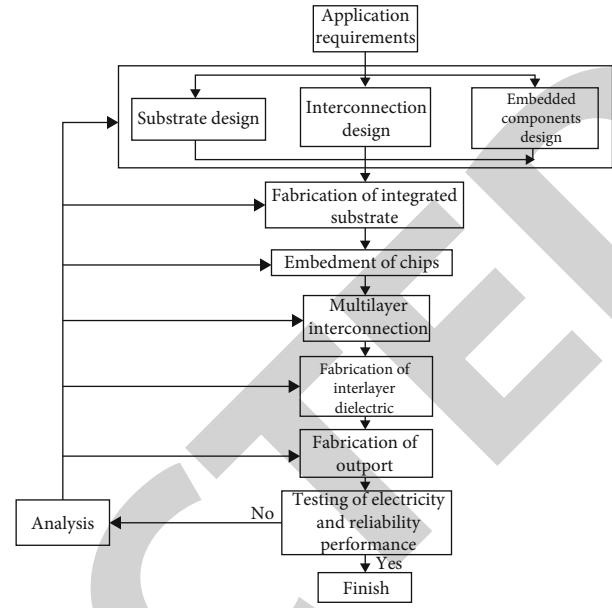 Application
requirements
Substrate design
Interconnection
design
Embedded
components
design
Fabrication of integrated
substrate
Embedment of chips
Multilayer
interconnection
Fabrication of
interlayer
dielectric
Fabrication of
outport
Analysis
No
Testing of electricity
and reliability
performance
Yes
Finish
CTED